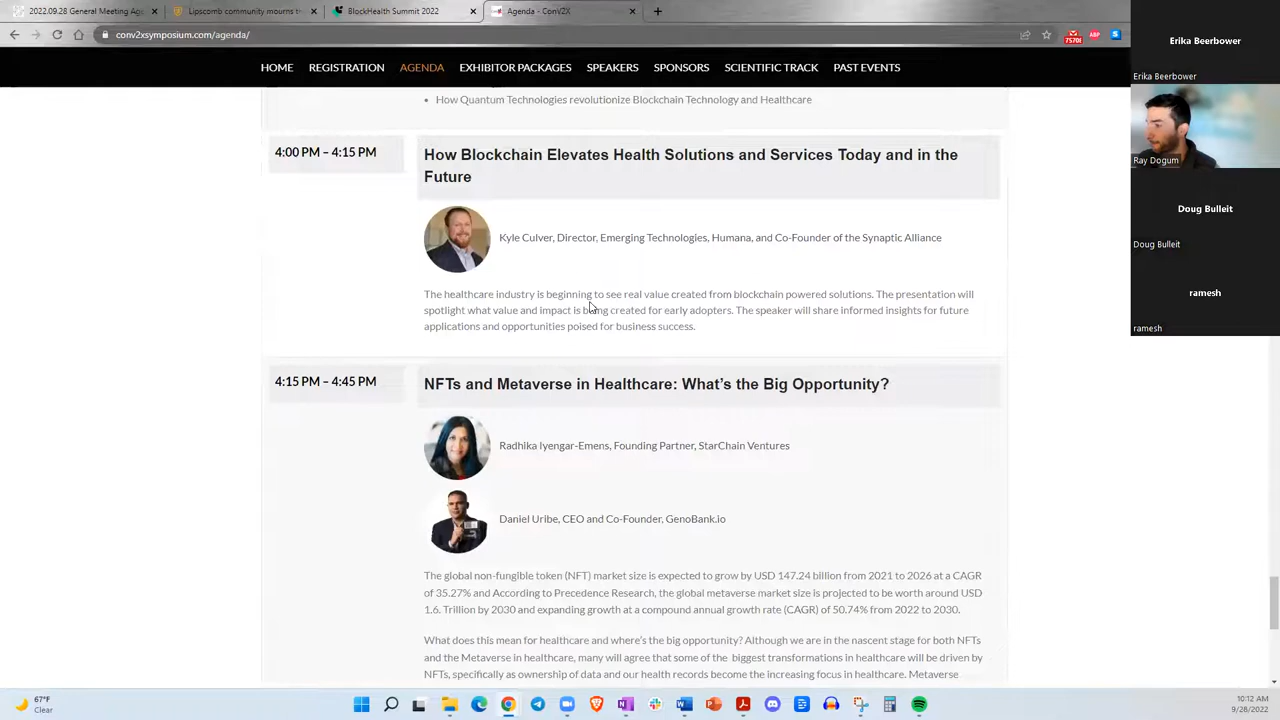 2022.09.28 General Meeting Age
Lipscomb community mourns th
BlockHealth Summit 2022
Agenda - ConV2X
conv2xsymposium.com/agenda/
HOME REGISTRATION AGENDA EXHIBITOR PACKAGES SPEAKERS SPONSORS SCIENTIFIC TRACK PAST EVENTS
• How Quantum Technologies revolutionize Blockchain Technology and Healthcare
4:00 PM – 4:15 PM
How Blockchain Elevates Health Solutions and Services Today and in the
Future
Kyle Culver, Director, Emerging Technologies, Humana, and Co-Founder of the Synaptic Alliance
The healthcare industry is beginning to see real value created from blockchain powered solutions. The presentation will
spotlight what value and impact is being created for early adopters. The speaker will share informed insights for future
applications and opportunities poised for business success.
4:15 PM – 4:45 PM
NFTs and Metaverse in Healthcare: What's the Big Opportunity?
Radhika Iyengar-Emens, Founding Partner, StarChain Ventures
Daniel Uribe, CEO and Co-Founder, GenoBank.io
The global non-fungible token (NFT) market size is expected to grow by USD 147.24 billion from 2021 to 2026 at a CAGR
of 35.27% and According to Precedence Research, the global metaverse market size is projected to be worth around USD
1.6. Trillion by 2030 and expanding growth at a compound annual growth rate (CAGR) of 50.74% from 2022 to 2030.
What does this mean for healthcare and where's the big opportunity? Although we are in the nascent stage for both NFTs
and the Metaverse in healthcare, many will agree that some of the biggest transformations in healthcare will be driven by
NFTs, specifically as ownership of data and our health records become the increasing focus in healthcare. Metaverse
Erika Beerbower
Erika Beerbower
Ray Dogum
Doug Bulleit
Doug Bulleit
ramesh
ramesh
67°F
Clear
10:12 AM
9/28/2022